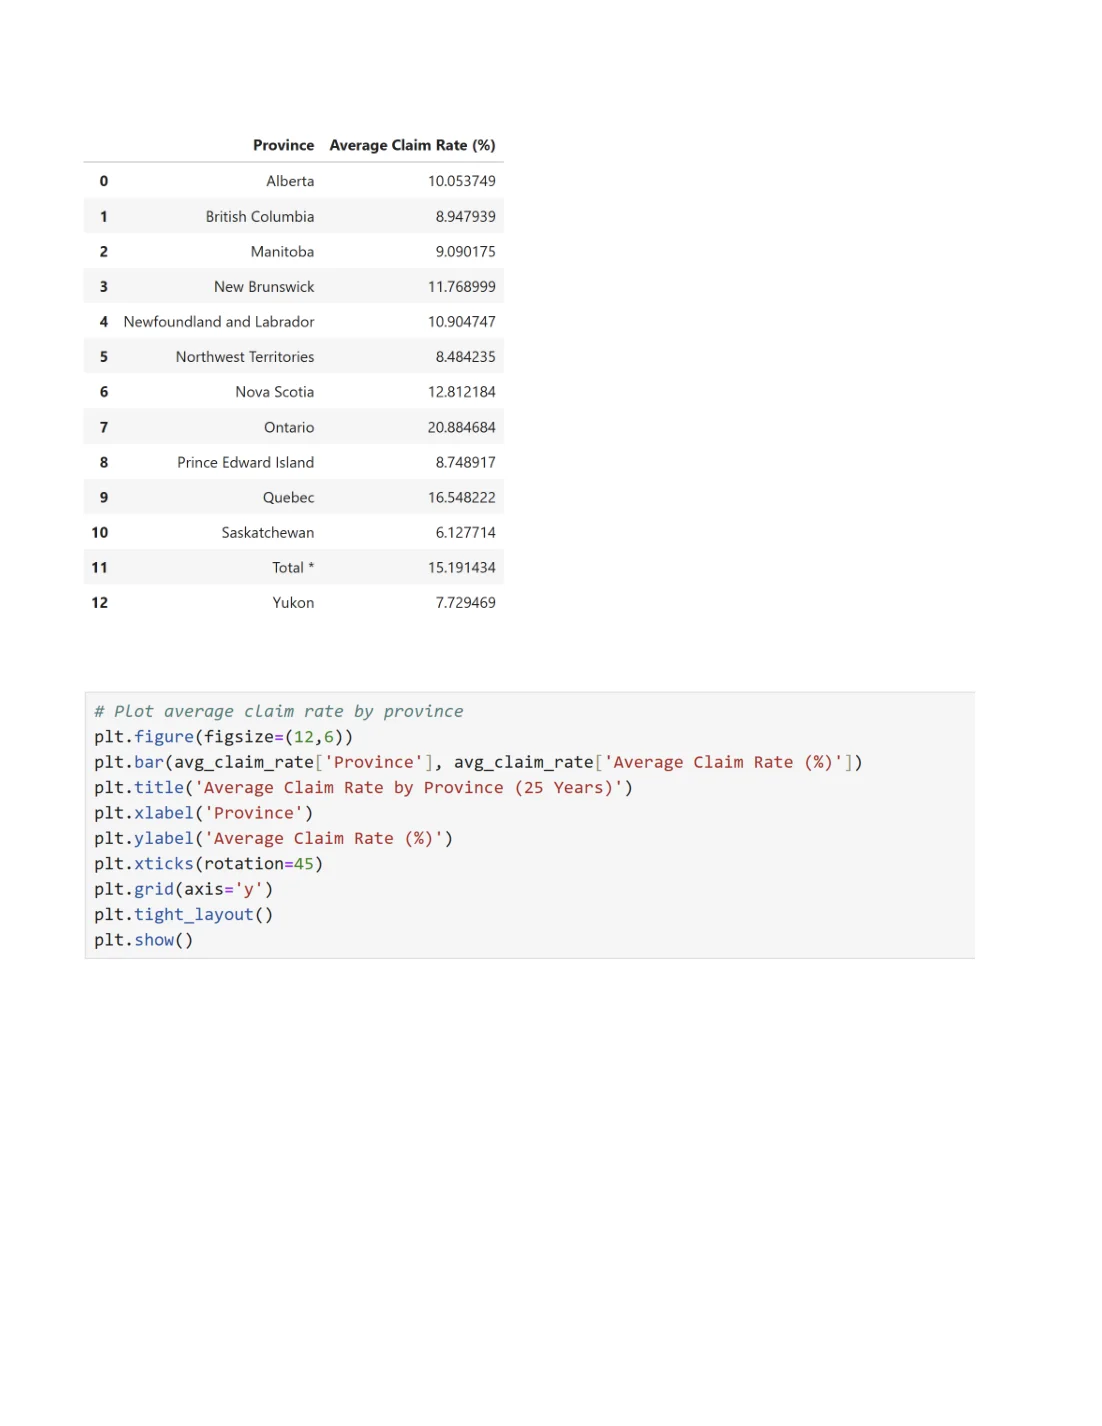 Province Average Claim Rate (%)
0 Alberta 10.053749
1 British Columbia 8.947939
2 Manitoba 9.090175
3 New Brunswick 11.768999
4 Newfoundland and Labrador 10.904747
5 Northwest Territories 8.484235
6 Nova Scotia 12.812184
7 Ontario 20.884684
8 Prince Edward Island 8.748917
9 Quebec 16.548222
10 Saskatchewan 6.127714
11 Total * 15.191434
12 Yukon 7.729469
# Plot average claim rate by province
plt.figure(figsize=(12,6))
plt.bar(avg_claim_rate['Province'], avg_claim_rate['Average Claim Rate (%)'])
plt.title('Average Claim Rate by Province (25 Years)')
plt.xlabel('Province')
plt.ylabel('Average Claim Rate (%)')
plt.xticks(rotation=45)
plt.grid(axis='y')
plt.tight_layout()
plt.show()